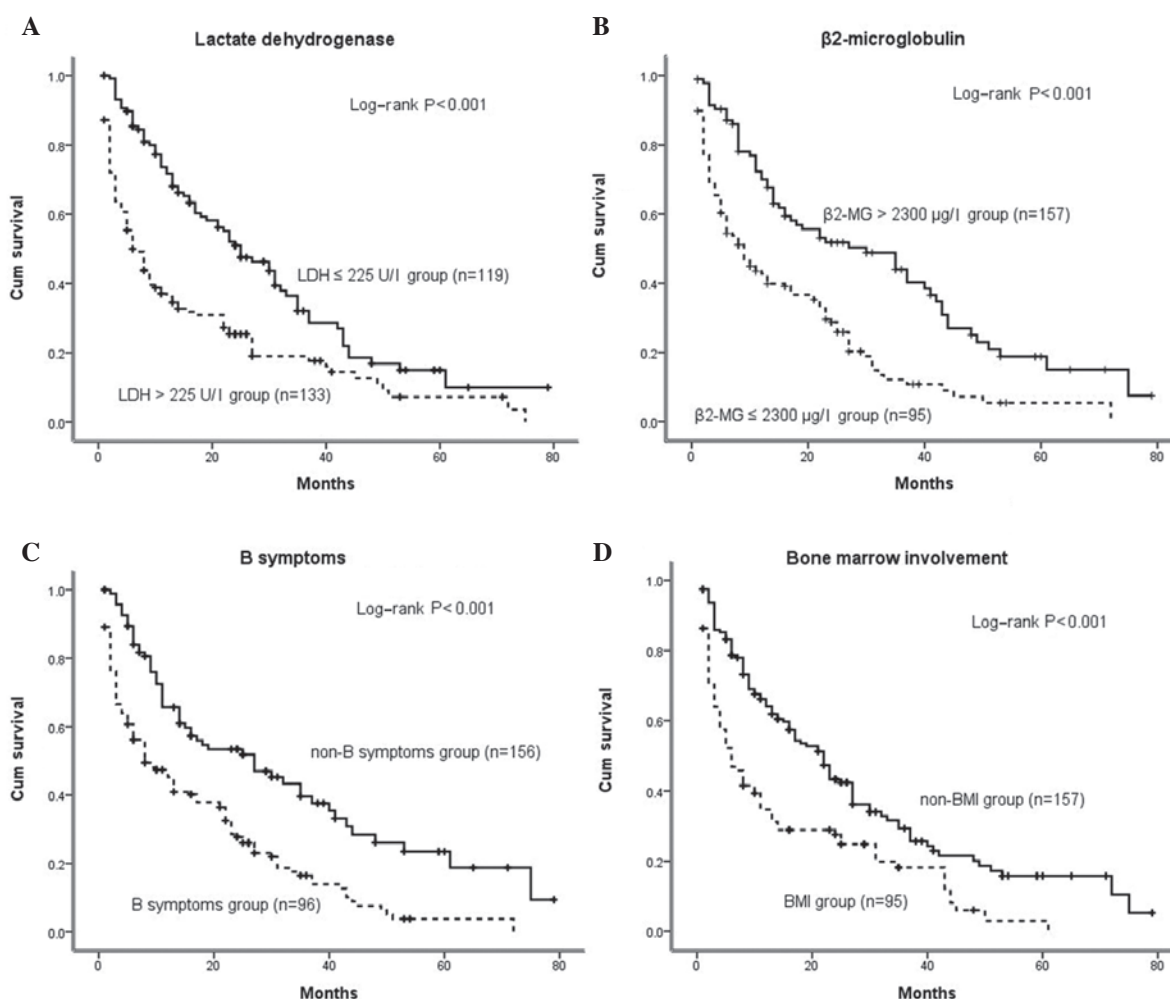 A
Lactate dehydrogenase
Cum survival
1.0
0.8
0.6
0.4
0.2
0.0
Log-rank P<0.001
LDH ≤ 225 U/l group (n=119)
LDH > 225 U/l group (n=133)
0 20 40 60 80
Months
B
β2-microglobulin
Cum survival
1.0
0.8
0.6
0.4
0.2
0.0
Log-rank P<0.001
β2-MG > 2300 µg/l group (n=157)
β2-MG ≤ 2300 µg/l group (n=95)
0 20 40 60 80
Months
C
B symptoms
Cum survival
1.0
0.8
0.6
0.4
0.2
0.0
Log-rank P<0.001
non-B symptoms group (n=156)
B symptoms group (n=96)
0 20 40 60 80
Months
D
Bone marrow involvement
Cum survival
1.0
0.8
0.6
0.4
0.2
0.0
Log-rank P<0.001
non-BMI group (n=157)
BMI group (n=95)
0 20 40 60 80
Months